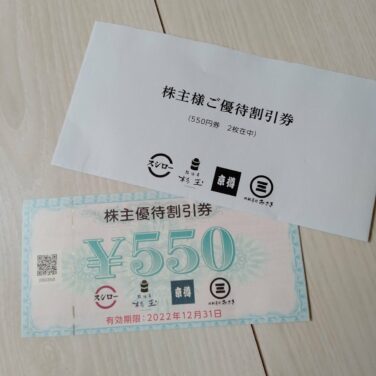 株主様ご優待割引券
(550円券 2枚在中)
スシロー
杉玉
京樽
三
株主優待割引券
¥550
スシロー
杉玉
京樽
三
有効期限:2022年12月31日